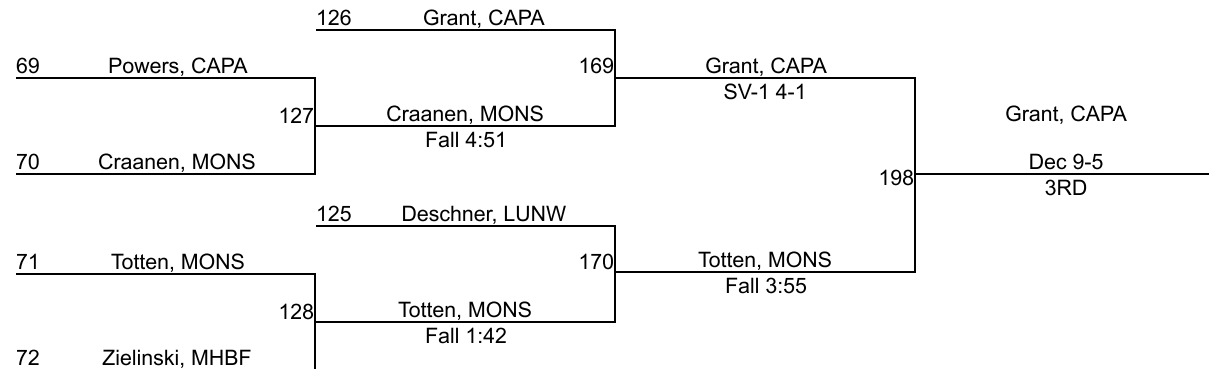 126 Grant, CAPA
69 Powers, CAPA
169 Grant, CAPA
SV-1 4-1
127 Craanen, MONS
Fall 4:51
Grant, CAPA
70 Craanen, MONS
Dec 9-5
198
3RD
125 Deschner, LUNW
71 Totten, MONS
170 Totten, MONS
Fall 3:55
128 Totten, MONS
Fall 1:42
72 Zielinski, MHBF